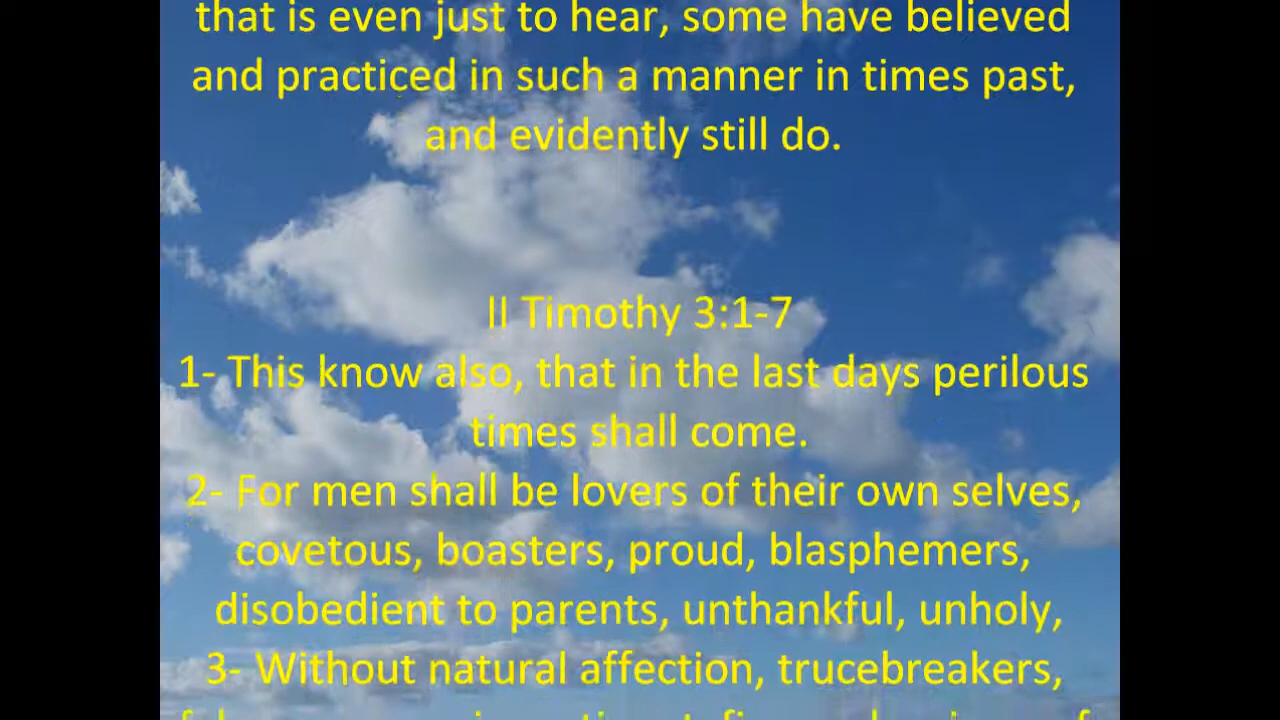 that is even just to hear, some have believed
and practiced in such a manner in times past,
and evidently still do.
II Timothy 3:1-7
1- This know also, that in the last days perilous
times shall come.
2- For men shall be lovers of their own selves,
covetous, boasters, proud, blasphemers,
disobedient to parents, unthankful, unholy,
3- Without natural affection, trucebreakers,